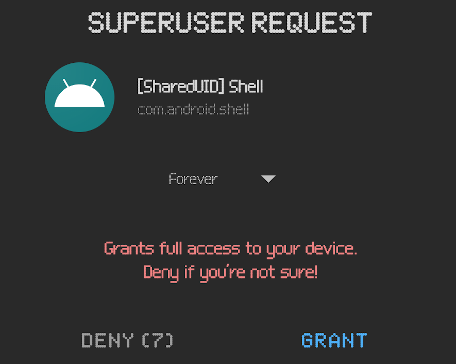 SUPERUSER REQUEST
[SharedUID] Shell
com.android.shell
Forever
Grants full access to your device.
Deny if you're not sure!
DENY (7)
GRANT